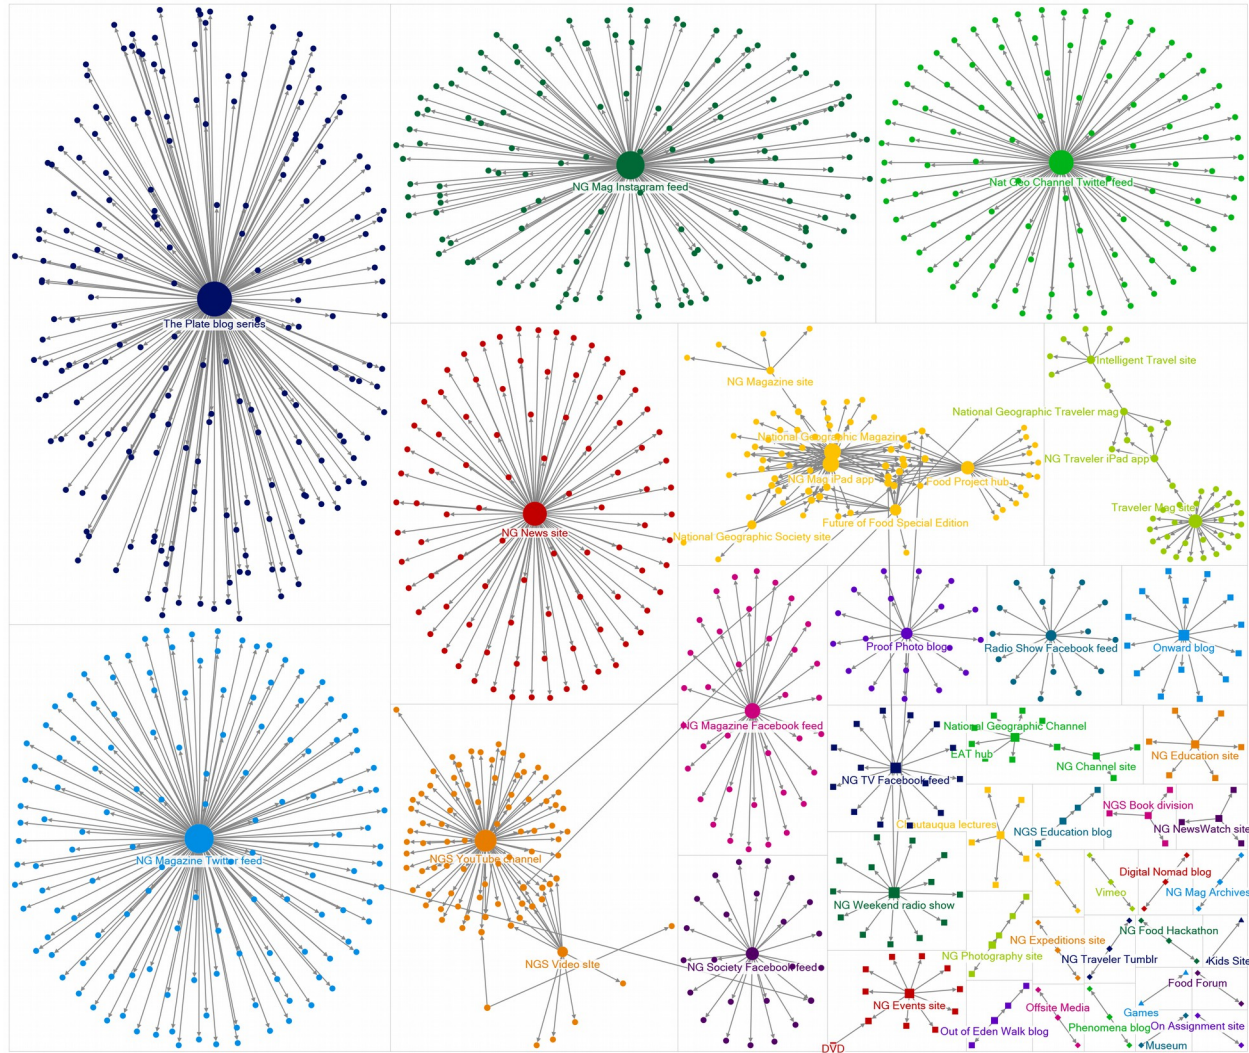 NG Mag Instagram feed
Nat Geo Channel Twitter feed
The Plate blog series
Intelligent Travel site
NG Magazine site
National Geographic Traveler mag
National Geographic Magazine
NG Traveler iPad app
NG Mag iPad app
Food Project hub
Traveler Mag site
Future of Food Special Edition
NG News site
National Geographic Society site
Proof Photo blog
Radio Show Facebook feed
Onward blog
NG Magazine Facebook feed
National Geographic Channel
EAT hub
NG Education site
NG Channel site
NG TV Facebook feed
NGS Book division
Chautauqua lectures
NGS Education blog
NG NewsWatch site
NG Magazine Twitter feed
NGS YouTube channel
Digital Nomad blog
Vimeo
NG Mag Archives
NG Weekend radio show
NG Food Hackathon
NG Expeditions site
NG Photography site
NG Traveler Tumblr
Kids Site
NGS Video site
NG Society Facebook feed
Food Forum
NG Events site
Offsite Media
Games
Out of Eden Walk blog
Phenomena blog
On Assignment site
DVD
Museum